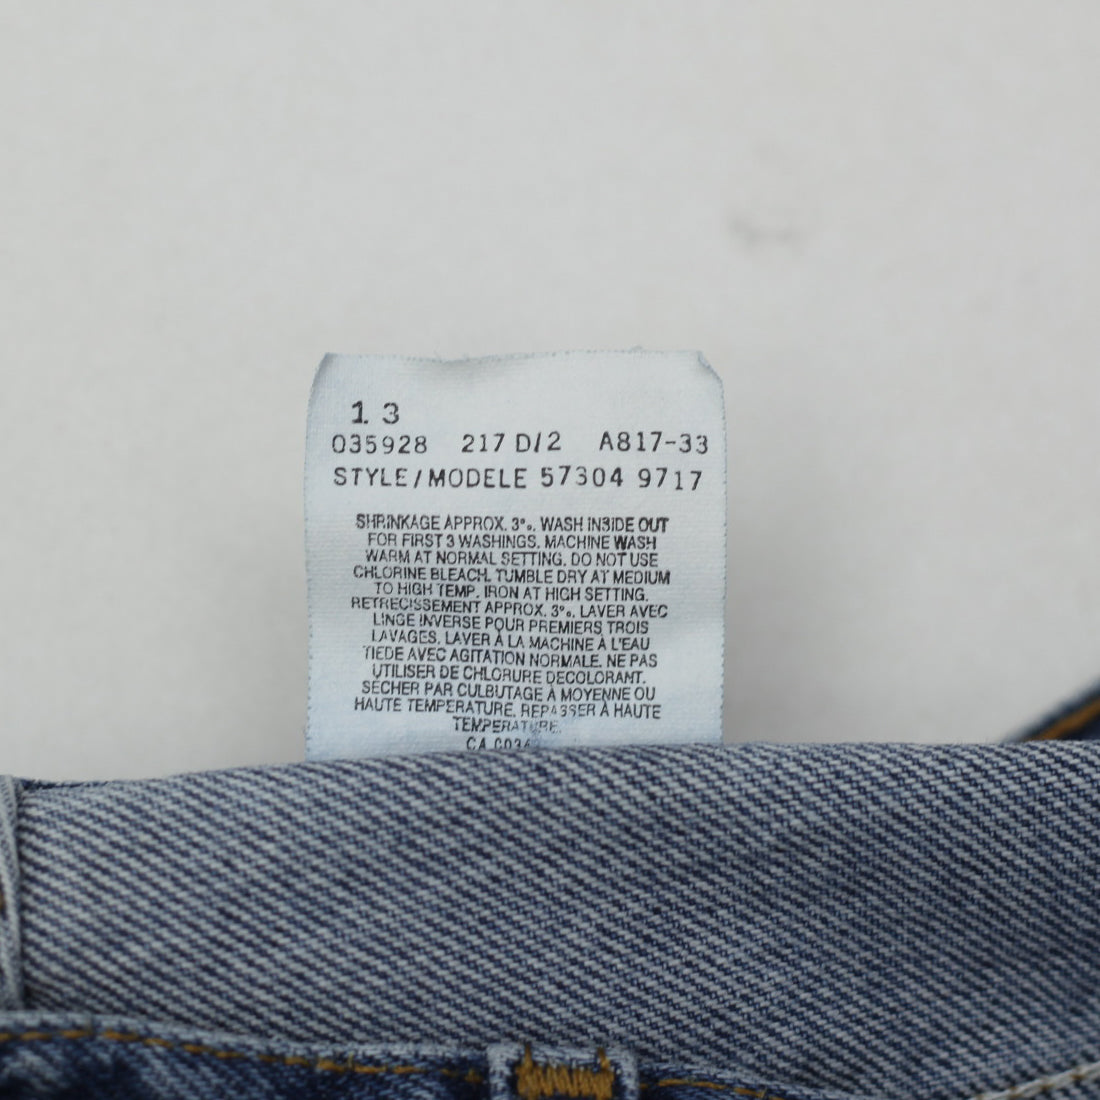 1 3
035928 217 D/2 A817-33
STYLE/MODELE 57304 9717
SHRINKAGE APPROX. 3%. WASH INSIDE OUT
FOR FIRST 3 WASHINGS. MACHINE WASH
WARM AT NORMAL SETTING. DO NOT USE
CHLORINE BLEACH. TUMBLE DRY AT MEDIUM
TO HIGH TEMP. IRON AT HIGH SETTING.
RETRECISSEMENT APPROX. 3%. LAVER AVEC
LINGE INVERSE POUR PREMIERS TROIS
LAVAGES. LAVER À LA MACHINE À L'EAU
TIEDE AVEC AGITATION NORMALE. NE PAS
UTILISER DE CHLORURE DECOLORANT.
SECHER PAR CULBUTAGE À MOYENNE OU
HAUTE TEMPERATURE. REPASSER À HAUTE
TEMPERATURE.
CA